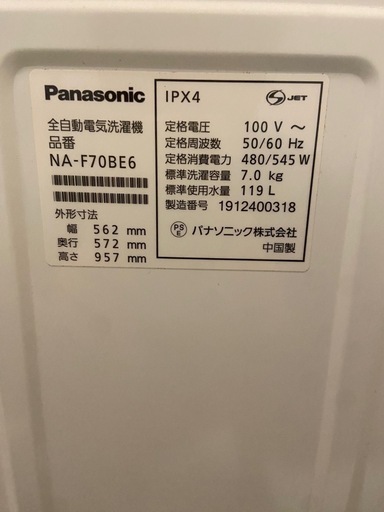 Panasonic
全自動電気洗濯機
品番
NA-F70BE6
外形寸法
幅 562 mm
奥行 572 mm
高さ 957 mm
IPX4
S JET
定格電圧 100 V ～
定格周波数 50/60 Hz
定格消費電力 480/545 W
標準洗濯容量 7.0 kg
標準使用水量 119 L
製造番号 1912400318
PS E パナソニック株式会社
中国製